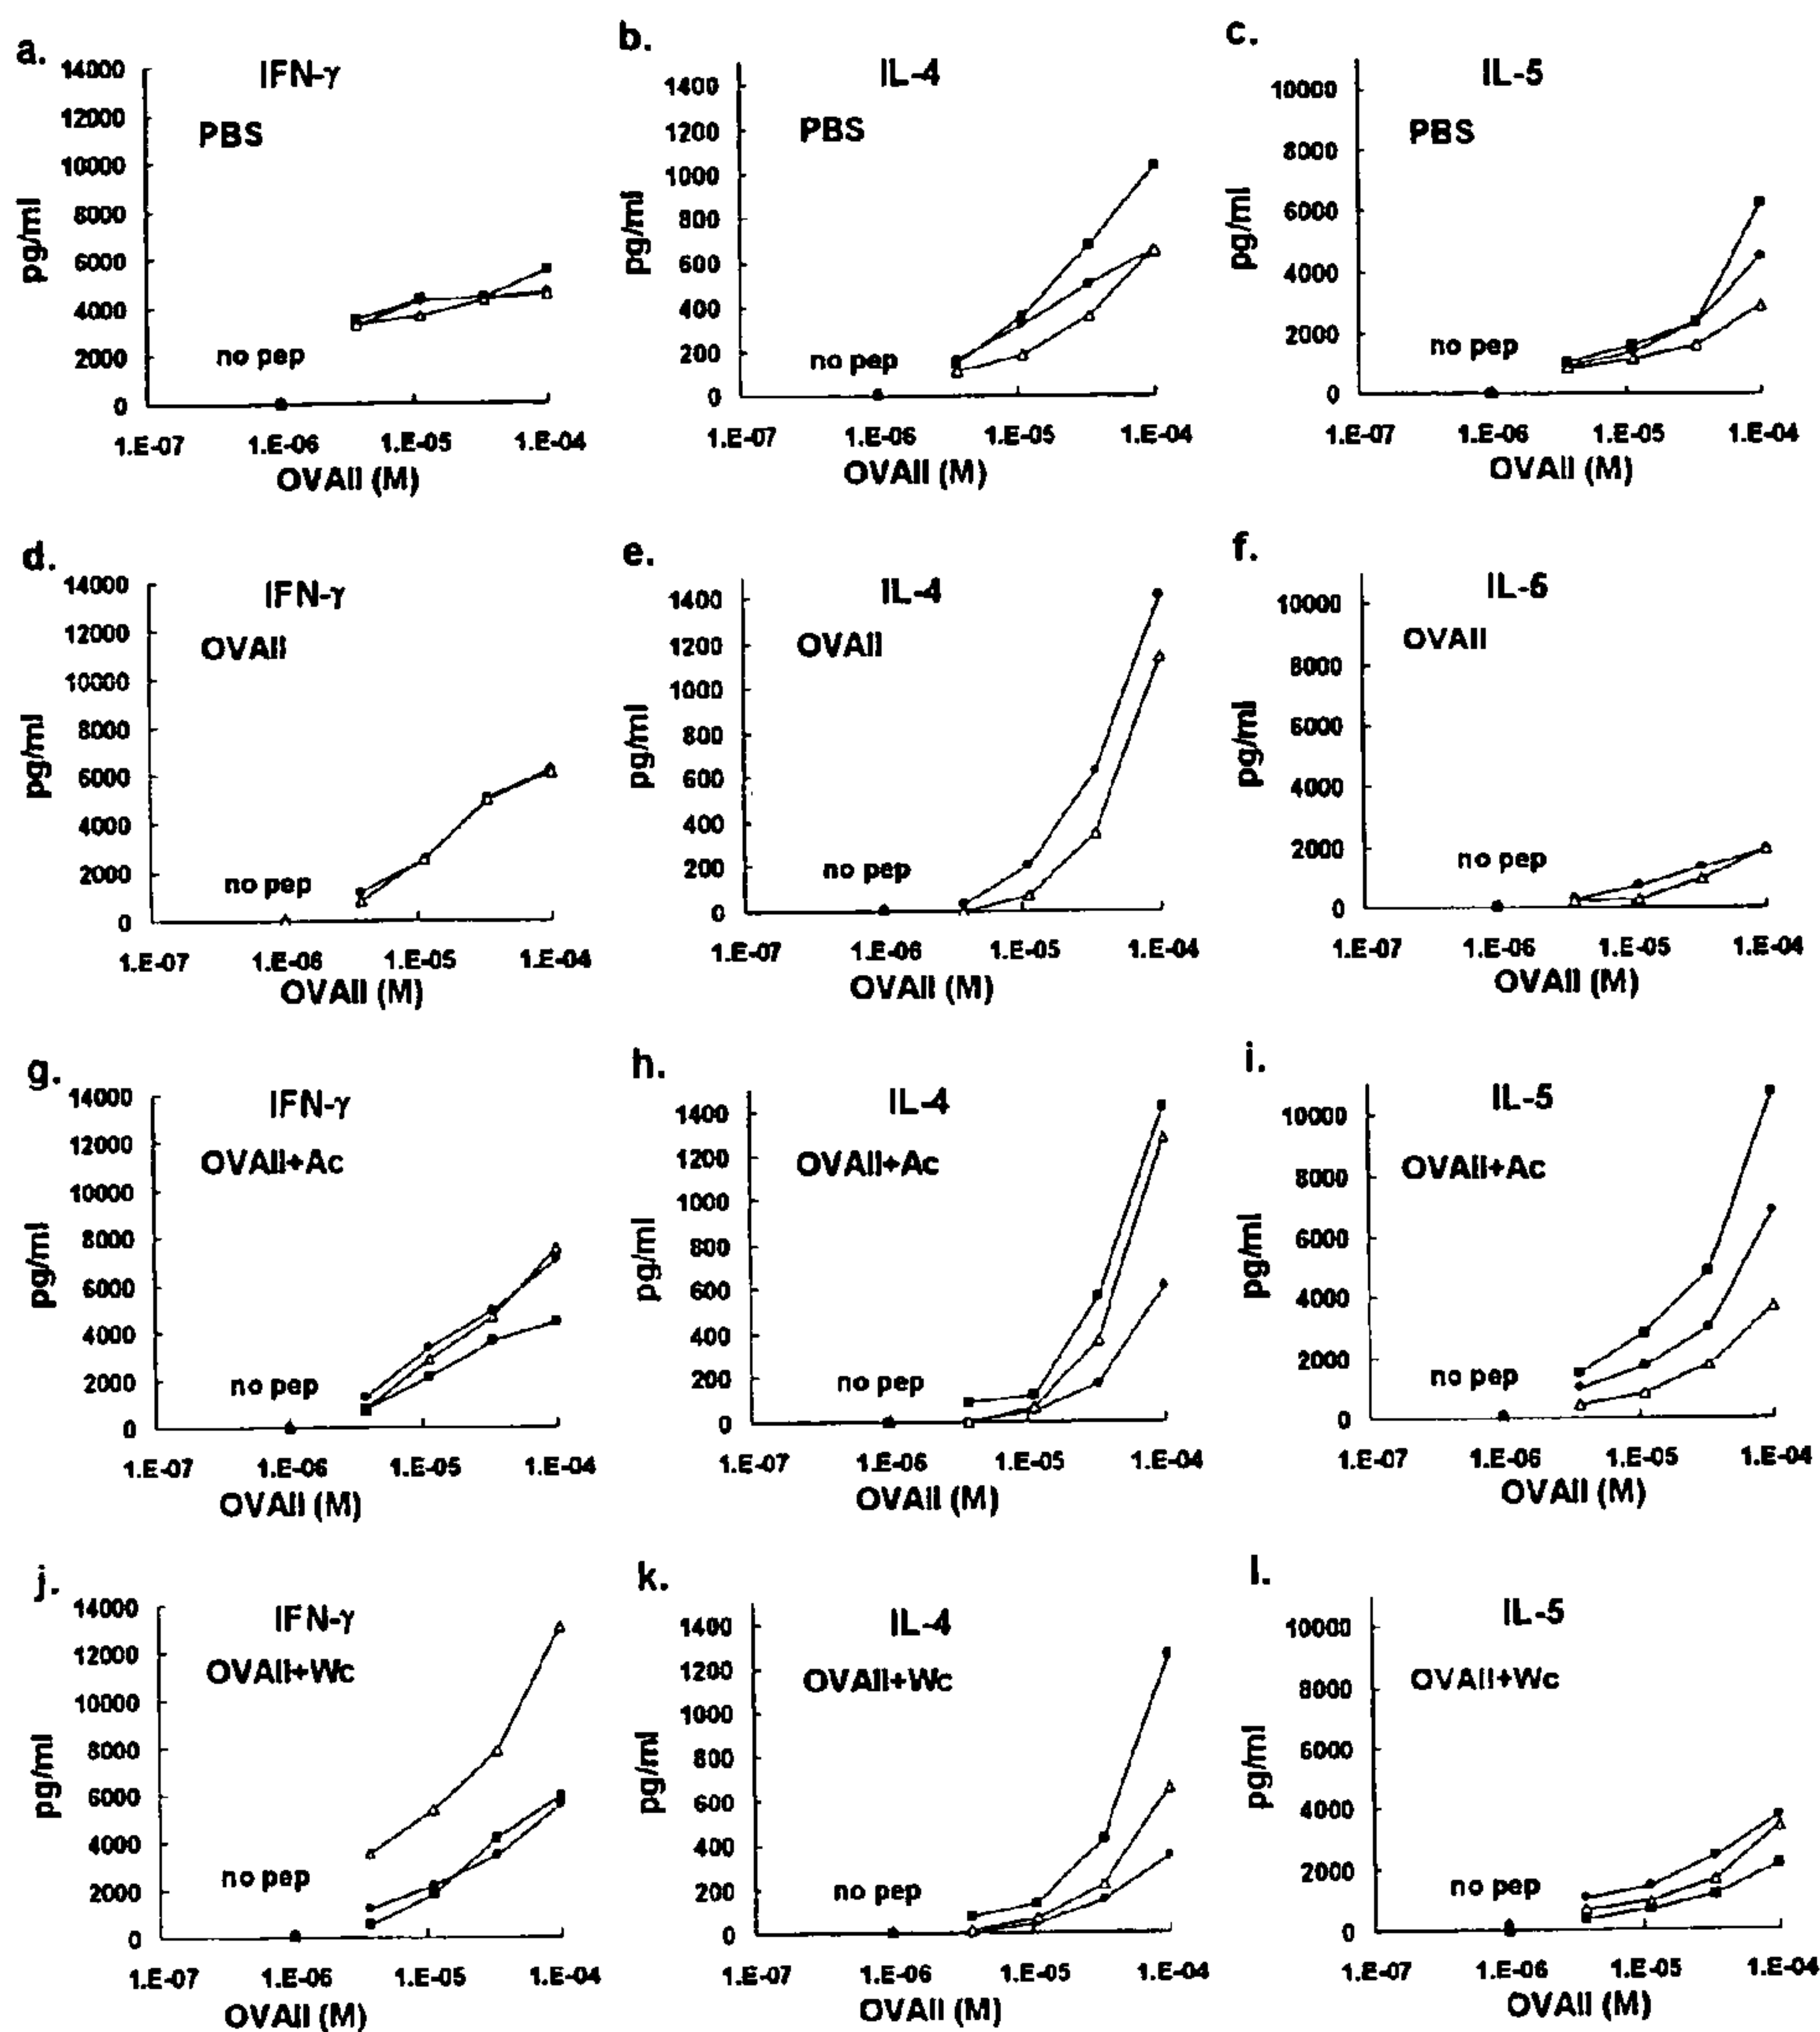 a.
IFN-γ
PBS
14000
12000
10000
8000
6000
4000
2000
0
pg/ml
no pep
1.E-07 1.E-06 1.E-05 1.E-04
OVAII (M)
b.
IL-4
PBS
1400
1200
1000
800
600
400
200
0
pg/ml
no pep
1.E-07 1.E-06 1.E-05 1.E-04
OVAII (M)
c.
IL-5
PBS
10000
8000
6000
4000
2000
0
pg/ml
no pep
1.E-07 1.E-06 1.E-05 1.E-04
OVAII (M)
d.
IFN-γ
OVAII
14000
12000
10000
8000
6000
4000
2000
0
pg/ml
no pep
1.E-07 1.E-06 1.E-05 1.E-04
OVAII (M)
e.
IL-4
OVAII
1400
1200
1000
800
600
400
200
0
pg/ml
no pep
1.E-07 1.E-06 1.E-05 1.E-04
OVAII (M)
f.
IL-5
OVAII
10000
8000
6000
4000
2000
0
pg/ml
no pep
1.E-07 1.E-06 1.E-05 1.E-04
OVAII (M)
g.
IFN-γ
OVAII+Ac
14000
12000
10000
8000
6000
4000
2000
0
pg/ml
no pep
1.E-07 1.E-06 1.E-05 1.E-04
OVAII (M)
h.
IL-4
OVAII+Ac
1400
1200
1000
800
600
400
200
0
pg/ml
no pep
1.E-07 1.E-06 1.E-05 1.E-04
OVAII (M)
i.
IL-5
OVAII+Ac
10000
8000
6000
4000
2000
0
pg/ml
no pep
1.E-07 1.E-06 1.E-05 1.E-04
OVAII (M)
j.
IFN-γ
OVAII+Wc
14000
12000
10000
8000
6000
4000
2000
0
pg/ml
no pep
1.E-07 1.E-06 1.E-05 1.E-04
OVAII (M)
k.
IL-4
OVAII+Wc
1400
1200
1000
800
600
400
200
0
pg/ml
no pep
1.E-07 1.E-06 1.E-05 1.E-04
OVAII (M)
l.
IL-5
OVAII+Wc
10000
8000
6000
4000
2000
0
pg/ml
no pep
1.E-07 1.E-06 1.E-05 1.E-04
OVAII (M)